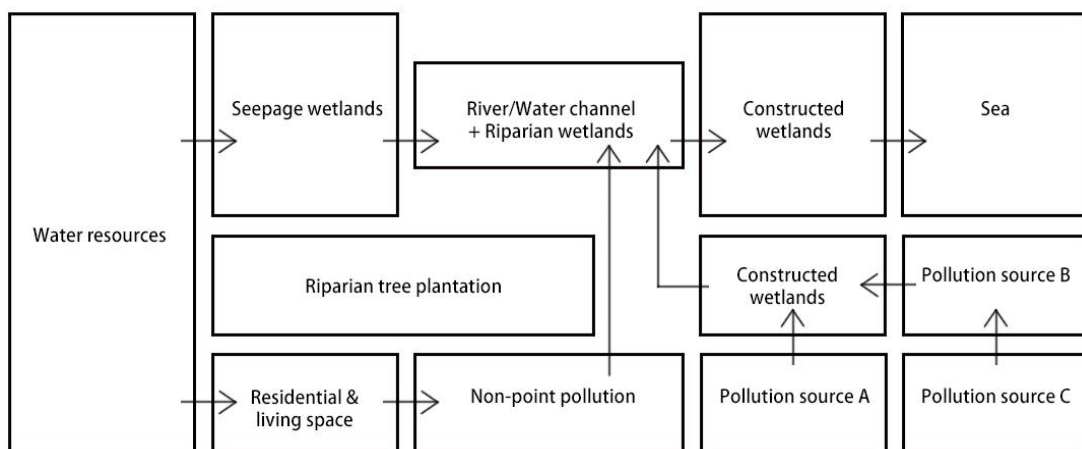 Water resources
Seepage wetlands
River/Water channel
+ Riparian wetlands
Constructed
wetlands
Sea
Riparian tree plantation
Constructed
wetlands
Pollution source B
Residential &
living space
Non-point pollution
Pollution source A
Pollution source C